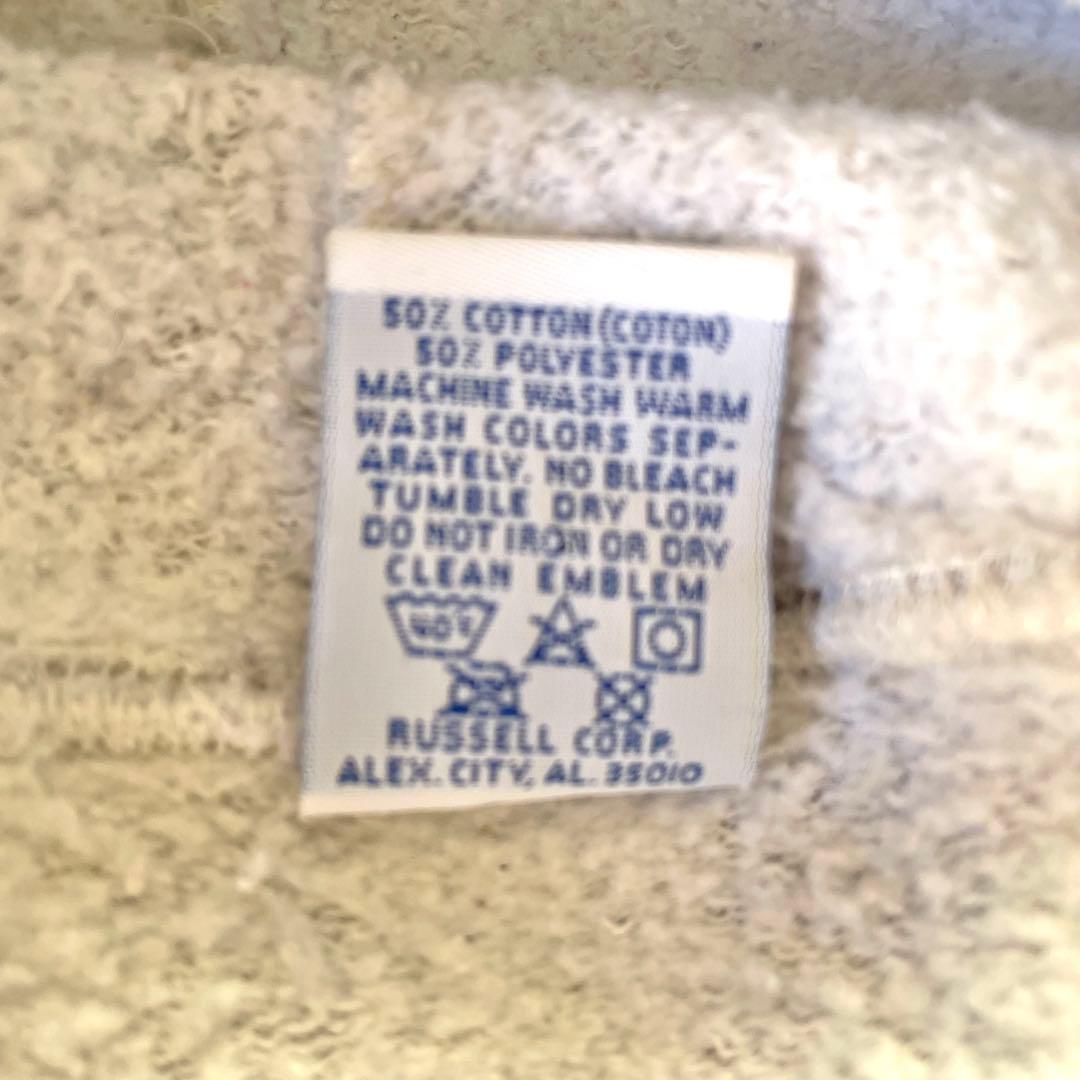 50% COTTON (COTON)
50% POLYESTER
MACHINE WASH WARM
WASH COLORS SEP-
ARATELY. NO BLEACH
TUMBLE DRY LOW
DO NOT IRON OR DRY
CLEAN EMBLEM
RUSSELL CORP.
ALEX. CITY, AL. 35010